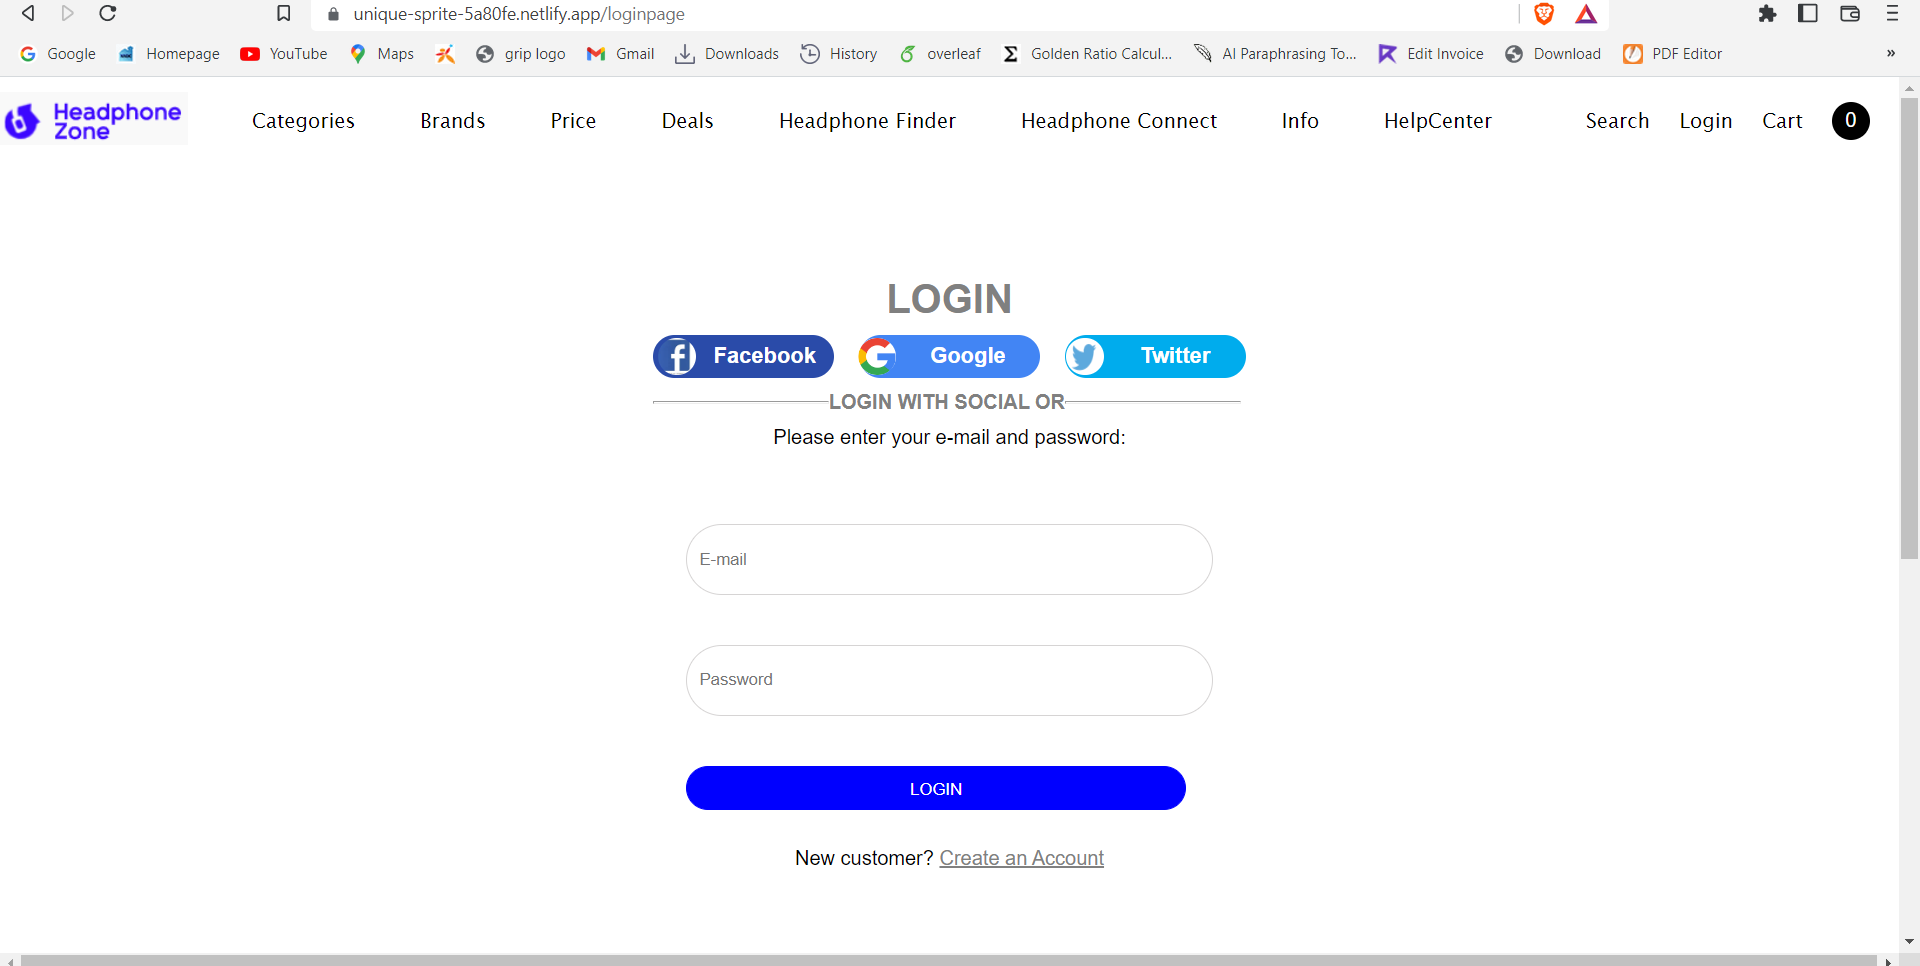 unique-sprite-5a80fe.netlify.app/loginpage
Google Homepage YouTube Maps grip logo Gmail Downloads History overleaf Golden Ratio Calcul... AI Paraphrasing To... Edit Invoice Download PDF Editor »
Headphone
Zone
Categories Brands Price Deals Headphone Finder Headphone Connect Info HelpCenter Search Login Cart 0
LOGIN
Facebook Google Twitter
LOGIN WITH SOCIAL OR
Please enter your e-mail and password:
E-mail
Password
LOGIN
New customer? Create an Account